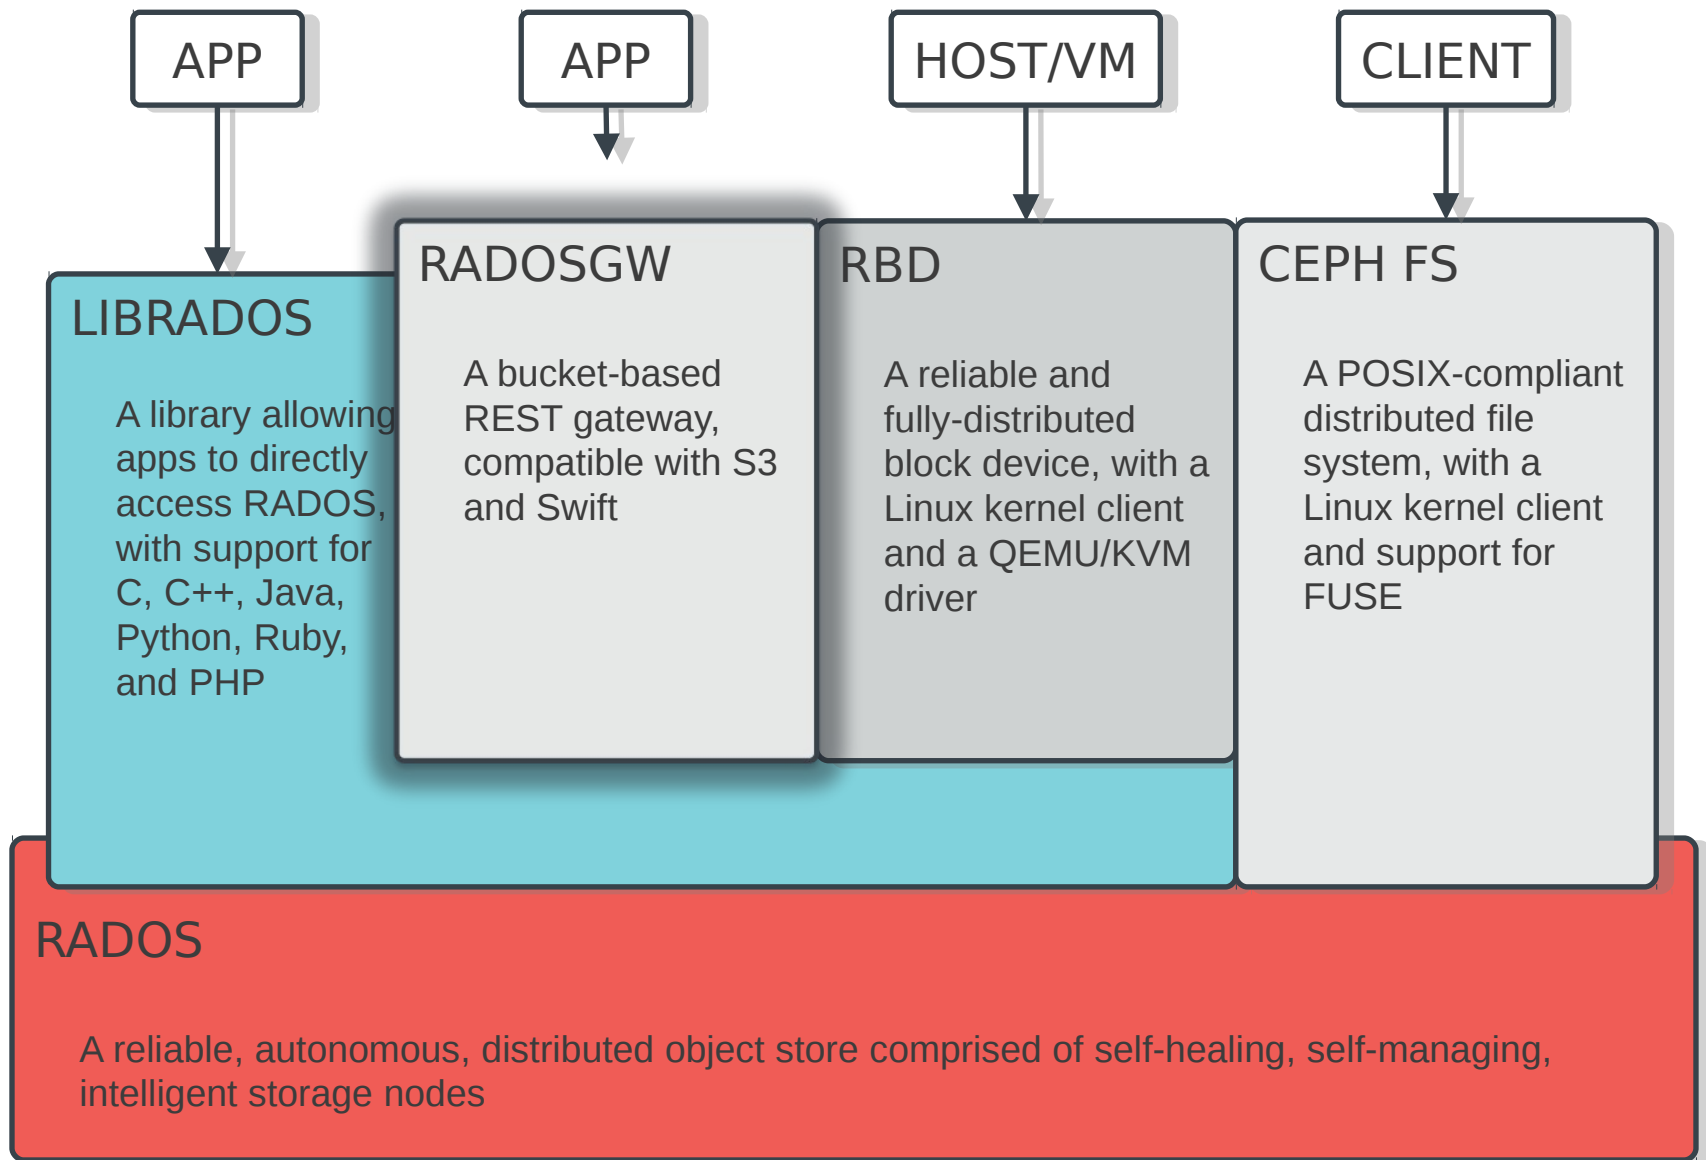 APP
APP
HOST/VM
CLIENT
LIBRADOS
A library allowing
apps to directly
access RADOS,
with support for
C, C++, Java,
Python, Ruby,
and PHP
RADOSGW
A bucket-based
REST gateway,
compatible with S3
and Swift
RBD
A reliable and
fully-distributed
block device, with a
Linux kernel client
and a QEMU/KVM
driver
CEPH FS
A POSIX-compliant
distributed file
system, with a
Linux kernel client
and support for
FUSE
RADOS
A reliable, autonomous, distributed object store comprised of self-healing, self-managing,
intelligent storage nodes